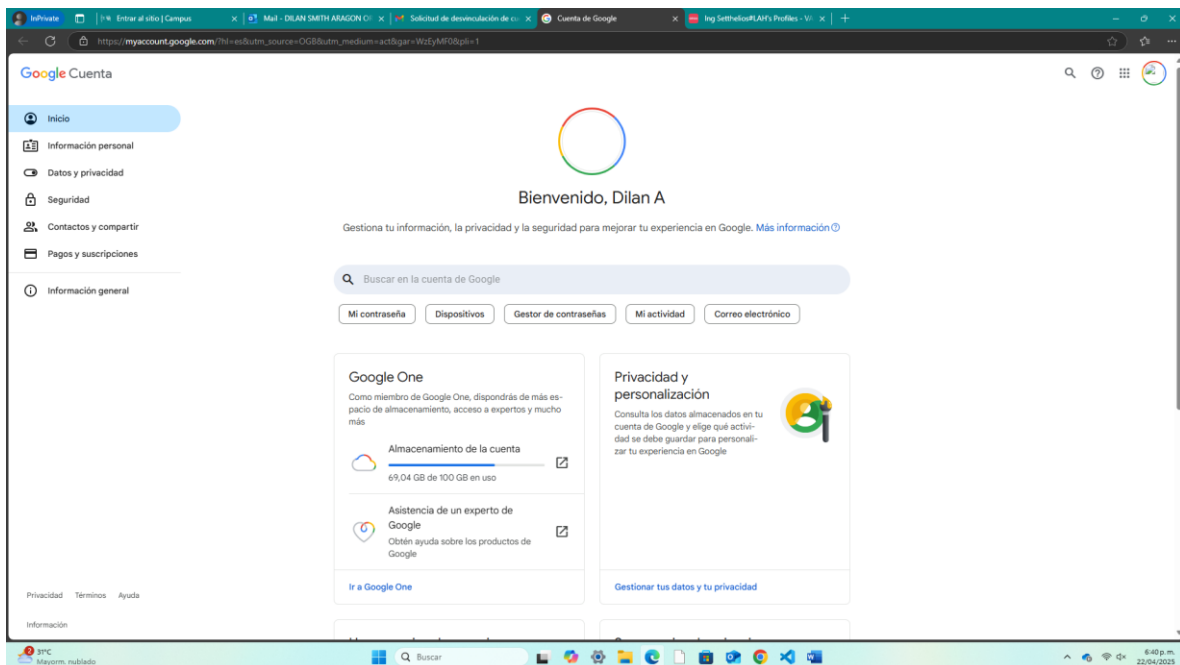 InPrivate
Entrar al sitio | Campus
Mail - DILAN SMITH ARAGON
Solicitud de desvinculación de
Cuenta de Google
Ing Setthelios#LAH's Profiles -
https://myaccount.google.com/?hl=es&utm_source=OGB&utm_medium=act&gar=WzEyMF0&pli=1
Google Cuenta
Inicio
Información personal
Datos y privacidad
Seguridad
Contactos y compartir
Pagos y suscripciones
Información general
Bienvenido, Dilan A
Gestiona tu información, la privacidad y la seguridad para mejorar tu experiencia en Google. Más información
Buscar en la cuenta de Google
Mi contraseña
Dispositivos
Gestor de contraseñas
Mi actividad
Correo electrónico
Google One
Como miembro de Google One, dispondrás de más es-
pacio de almacenamiento, acceso a expertos y mucho
más
Almacenamiento de la cuenta
69,04 GB de 100 GB en uso
Asistencia de un experto de
Google
Obtén ayuda sobre los productos de
Google
Ir a Google One
Privacidad y
personalización
Consulta los datos almacenados en tu
cuenta de Google y elige qué activi-
dad se debe guardar para personali-
zar tu experiencia en Google
Gestionar tus datos y tu privacidad
Privacidad Términos Ayuda
Información
2
31°C
Mayorm. nublado
Buscar
6:40 p. m.
22/04/2025